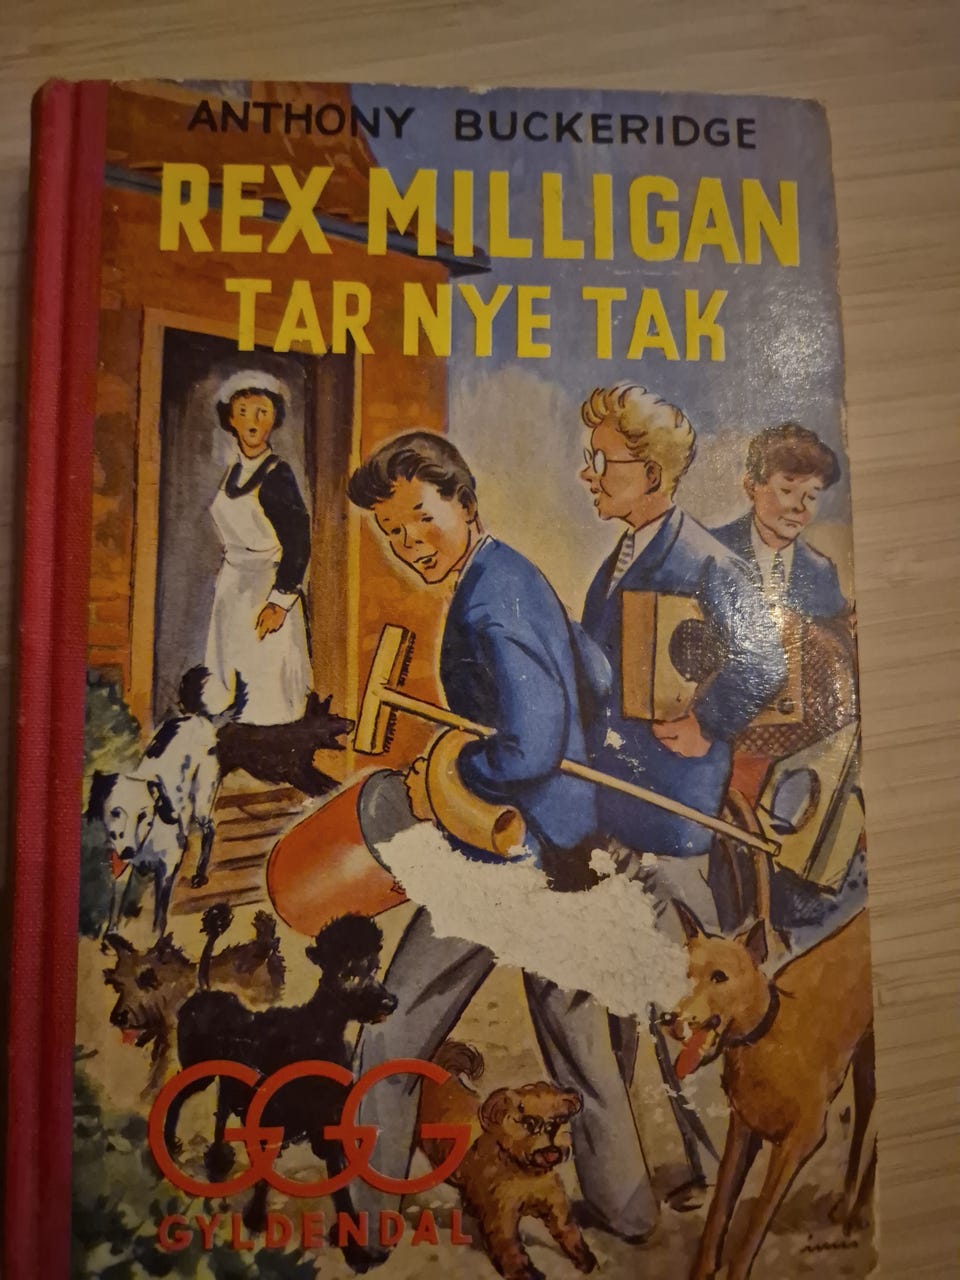 ANTHONY BUCKERIDGE
REX MILLIGAN
TAR NYE TAK
GGG
GYLDENDAL